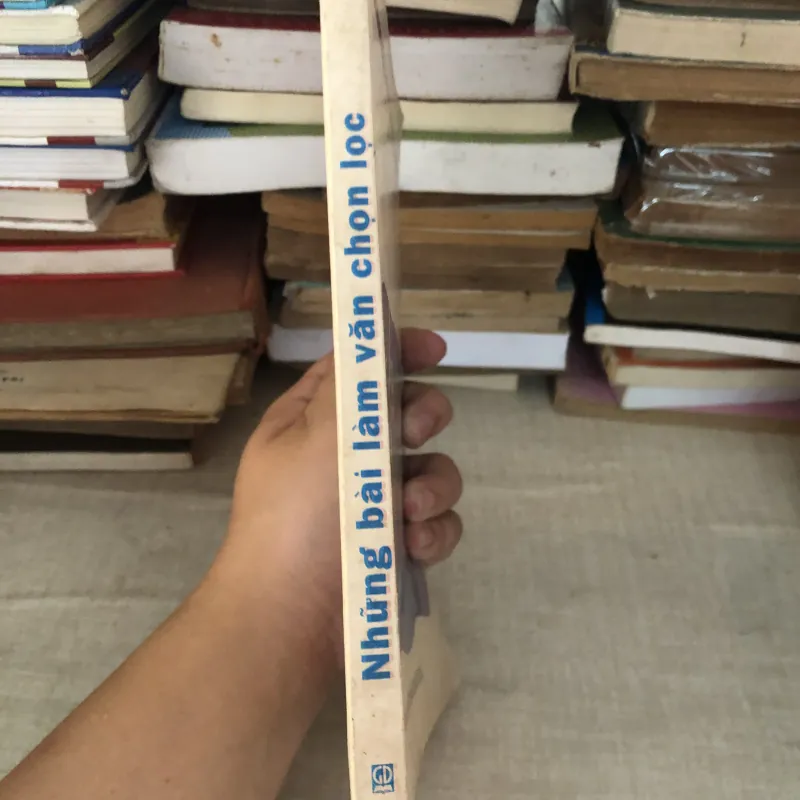 Những bài làm văn chọn lọc